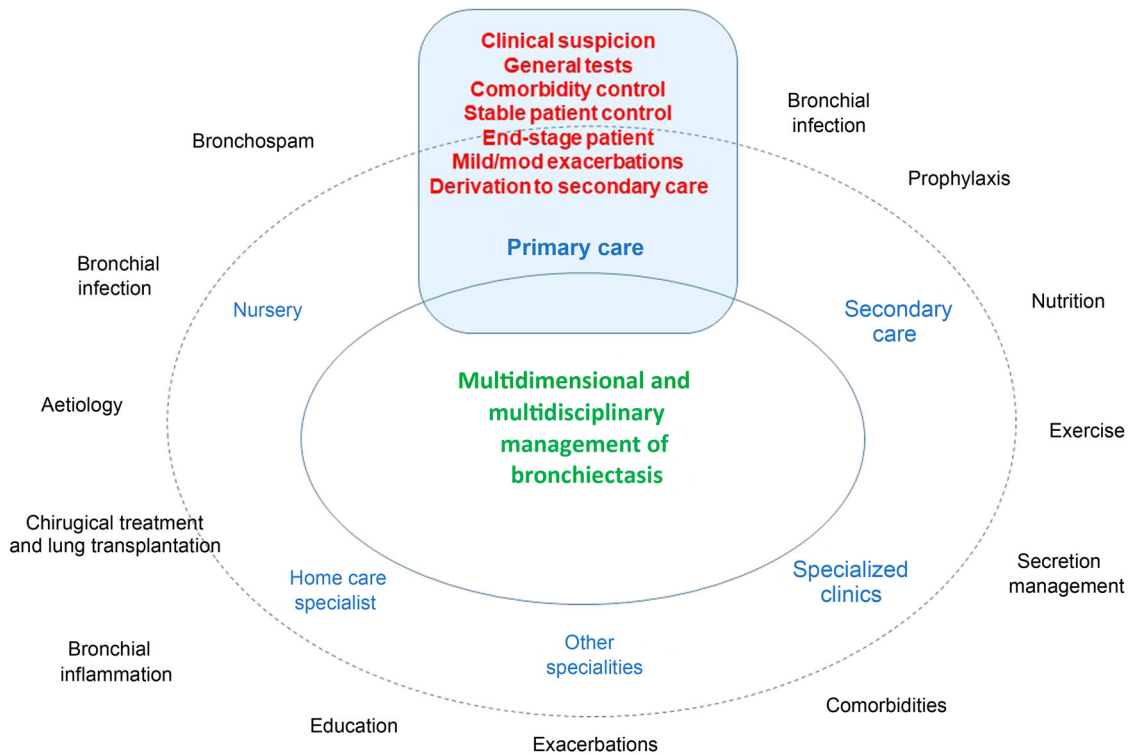 Clinical suspicion
General tests
Comorbidity control
Stable patient control
End-stage patient
Mild/mod exacerbations
Derivation to secondary care
Primary care
Bronchospam
Bronchial
infection
Prophylaxis
Bronchial
infection
Nursery
Secondary
care
Nutrition
Multidimensional and
multidisciplinary
management of
bronchiectasis
Aetiology
Exercise
Chirugical treatment
and lung transplantation
Home care
specialist
Specialized
clinics
Secretion
management
Other
specialities
Bronchial
inflammation
Comorbidities
Education
Exacerbations